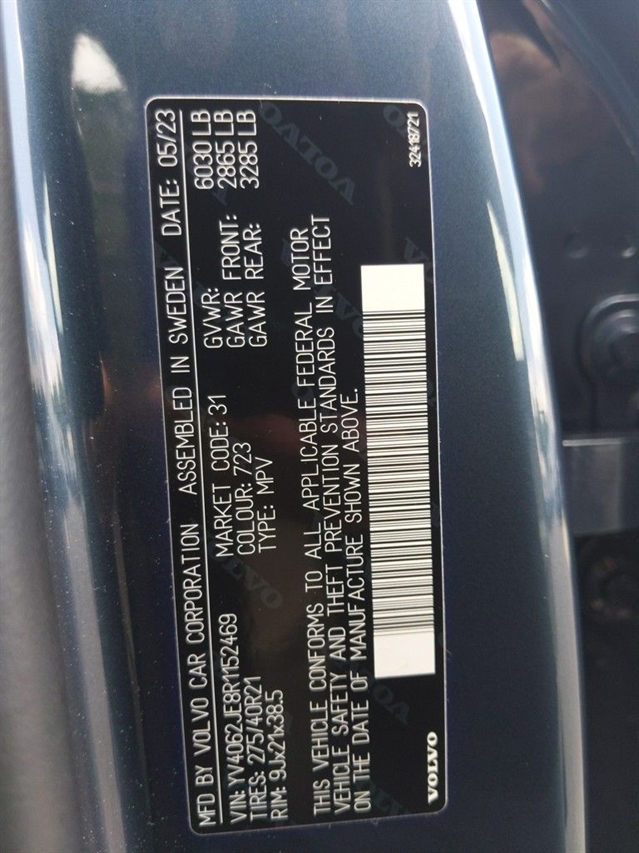 MFD BY VOLVO CAR CORPORATION ASSEMBLED IN SWEDEN DATE: 05/23
VIN: YV4062JE8R1152469 MARKET CODE: 31 GVWR: 6030 LB
TIRES: 275/40R21 COLOUR: 723 GAWR FRONT: 2865 LB
RIM: 9Jx21x38.5 TYPE: MPV GAWR REAR: 3285 LB
THIS VEHICLE CONFORMS TO ALL APPLICABLE FEDERAL MOTOR
VEHICLE SAFETY AND THEFT PREVENTION STANDARDS IN EFFECT
ON THE DATE OF MANUFACTURE SHOWN ABOVE.
VOLVO 32418721